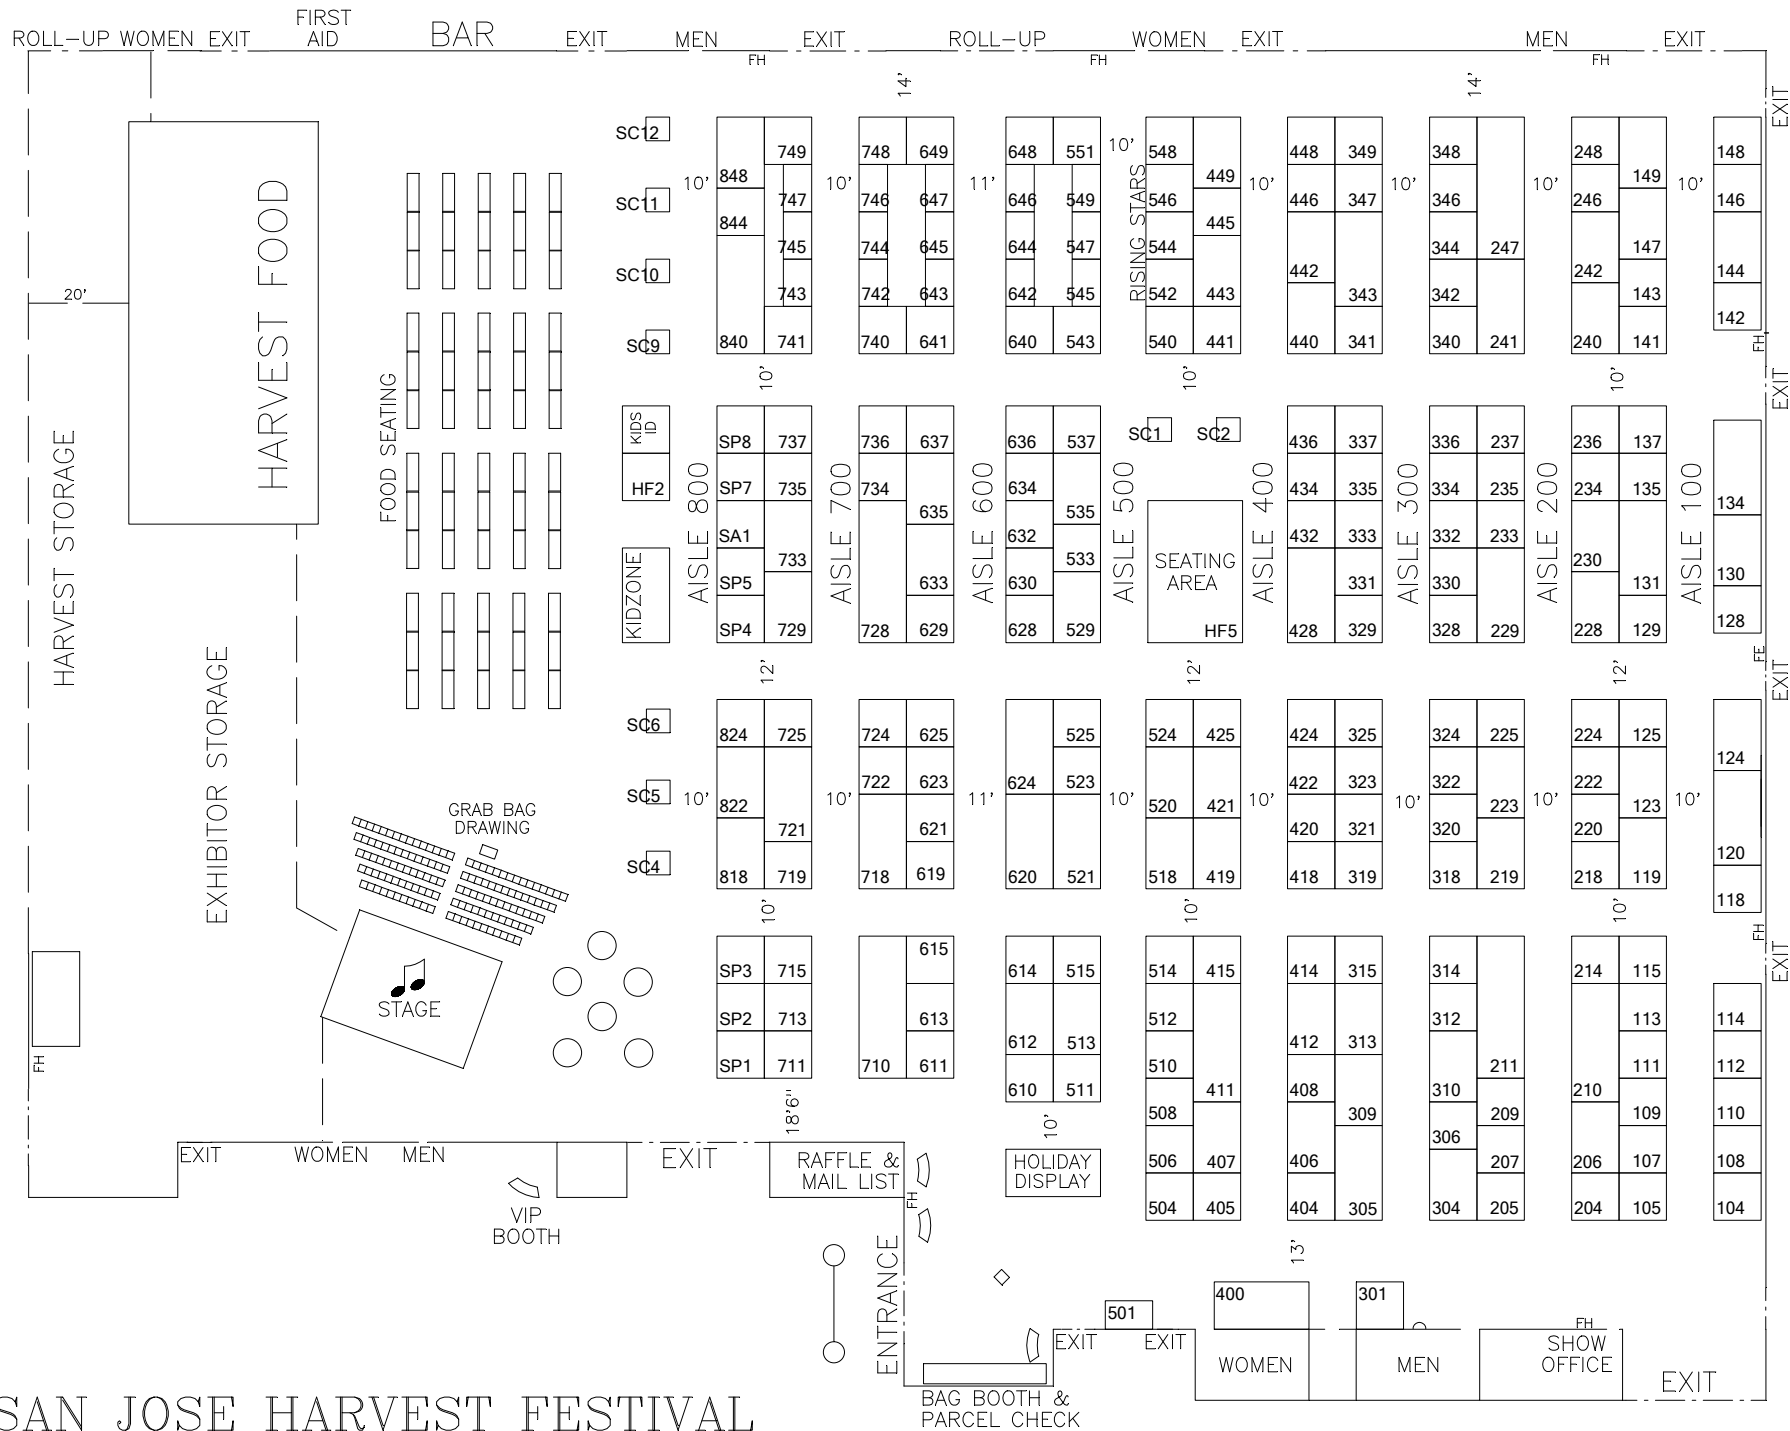 ROLL-UP WOMEN EXIT FIRST AID BAR EXIT MEN EXIT ROLL-UP WOMEN EXIT MEN EXIT
FH FH FH
14' 14'
EXIT
SC12 749 748 649 648 551 10' 548 448 349 348 248 148
10' 848 10' 11' 449 10' 10' 10' 149 10'
SC11 747 746 647 646 549 RISING STARS 546 446 347 346 246 146
844 445
745 744 645 644 547 544 344 247 147
SC10 442 242 144
20' 743 742 643 642 545 542 443 343 342 143
142
SC9 840 741 740 641 640 543 540 441 440 341 340 241 240 141
FH
10' 10' 10'
EXIT
HARVEST FOOD
FOOD SEATING
KIDS ID
SP8 737 736 637 636 537 SC1 SC2 436 337 336 237 236 137
HF2 SP7 735 734 634 434 335 334 235 234 135 134
635 535
SA1 632 432 333 332 233
733 533 230
SP5 633 630 331 330 131 130
SP4 729 728 629 628 529 428 329 328 229 228 129 128
SEATING
AREA
HF5
KIDZONE
AISLE 800 AISLE 700 AISLE 600 AISLE 500 AISLE 400 AISLE 300 AISLE 200 AISLE 100
HARVEST STORAGE
EXHIBITOR STORAGE
12' 12' 12'
FE
EXIT
SC6 824 725 724 625 525 524 425 424 325 324 225 224 125
124
722 623 624 523 422 323 322 222
SC5 10' 822 10' 11' 10' 520 421 10' 10' 223 10' 123 10'
721 621 420 321 320 220
120
SC4 818 719 718 619 620 521 518 419 418 319 318 219 218 119
118
GRAB BAG
DRAWING
10' 10' 10'
FH
EXIT
615
SP3 715 614 515 514 415 414 315 314 214 115
SP2 713 613 512 312 113 114
612 513 412 313
SP1 711 710 611 510 211 111 112
610 511 411 408 310 210
508 309 209 109 110
306
506 407 406 207 206 107 108
504 405 404 305 304 205 204 105 104
STAGE
FH
18'6"
10'
EXIT WOMEN MEN EXIT
RAFFLE &
MAIL LIST
HOLIDAY
DISPLAY
FH
VIP
BOOTH
13'
ENTRANCE
501 400 301
FH
EXIT EXIT WOMEN MEN
SHOW
OFFICE
EXIT
BAG BOOTH &
PARCEL CHECK
SAN JOSE HARVEST FESTIVAL